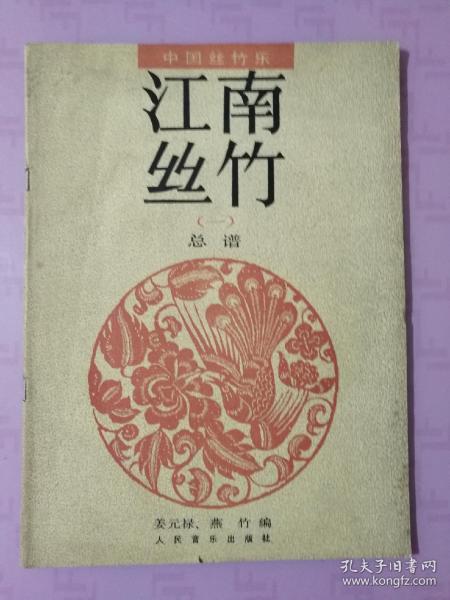 中国丝竹乐
江南
丝竹
(一)
总谱
姜元禄、燕竹编
人民音乐出版社
孔夫子旧书网
www.kongfz.com